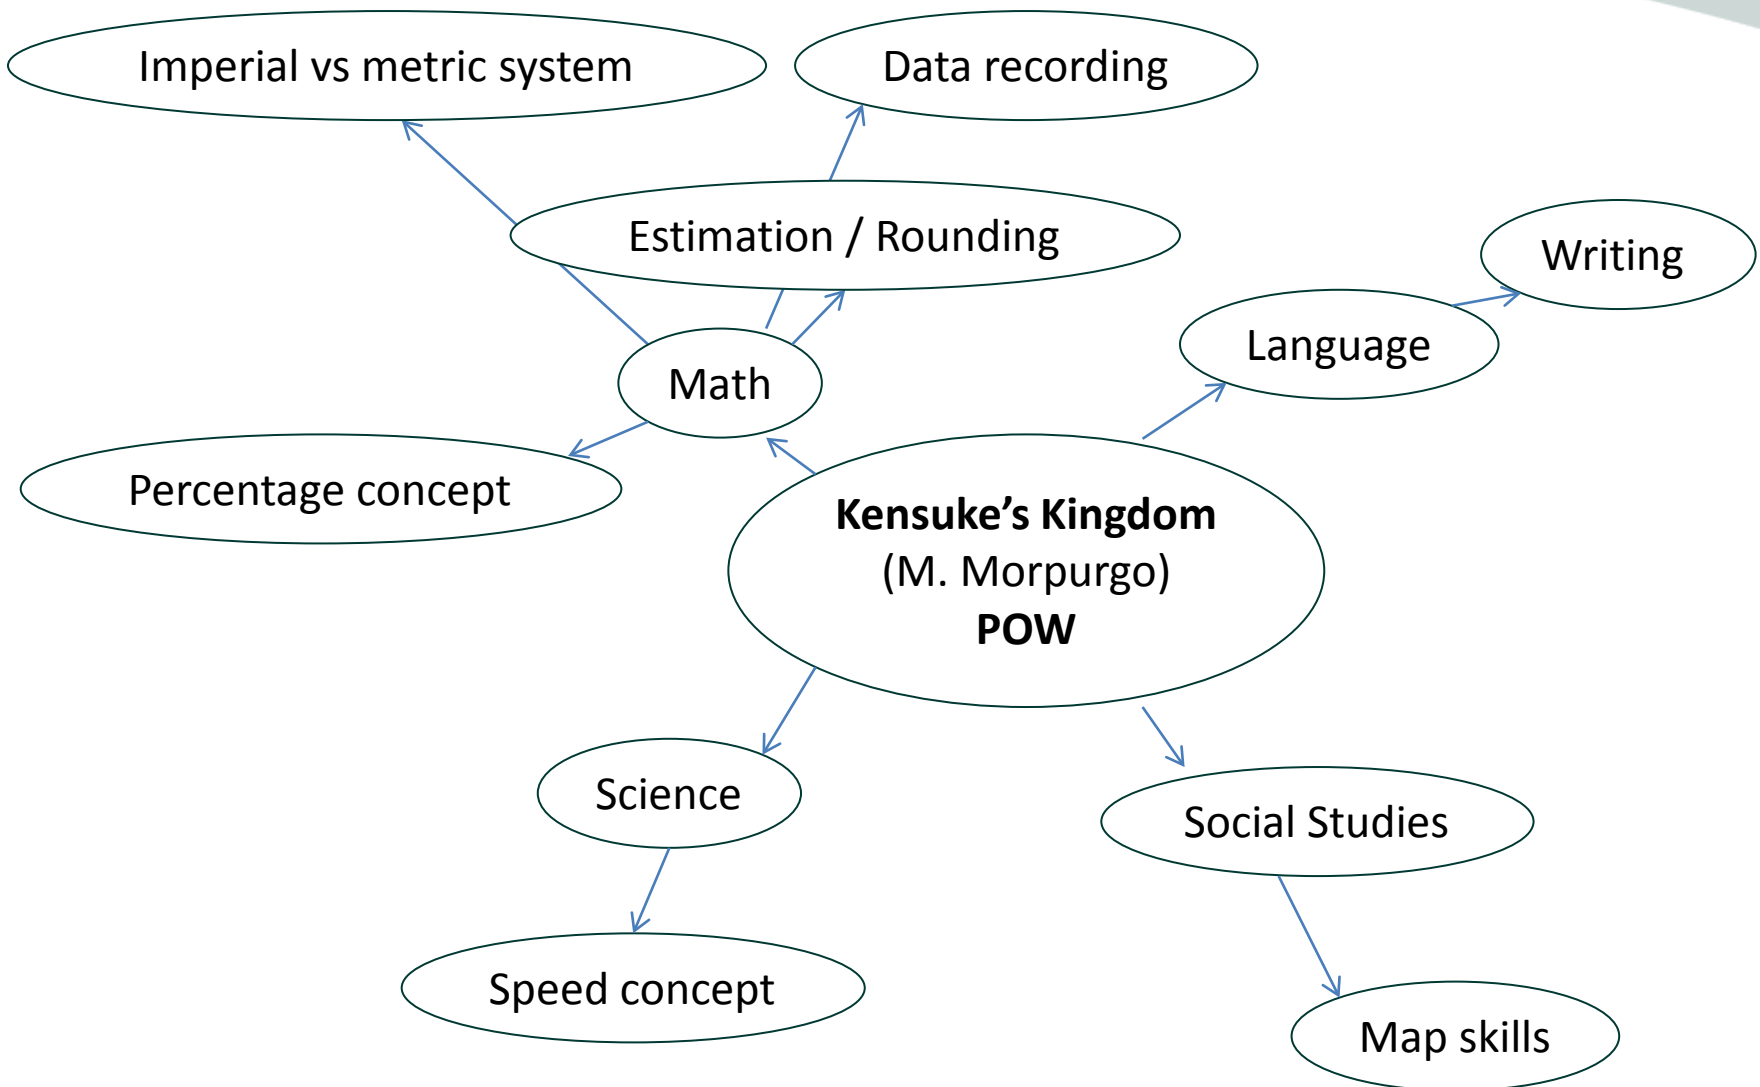 Imperial vs metric system
Data recording
Estimation / Rounding
Writing
Language
Math
Percentage concept
Kensuke’s Kingdom
(M. Morpurgo)
POW
Science
Social Studies
Speed concept
Map skills